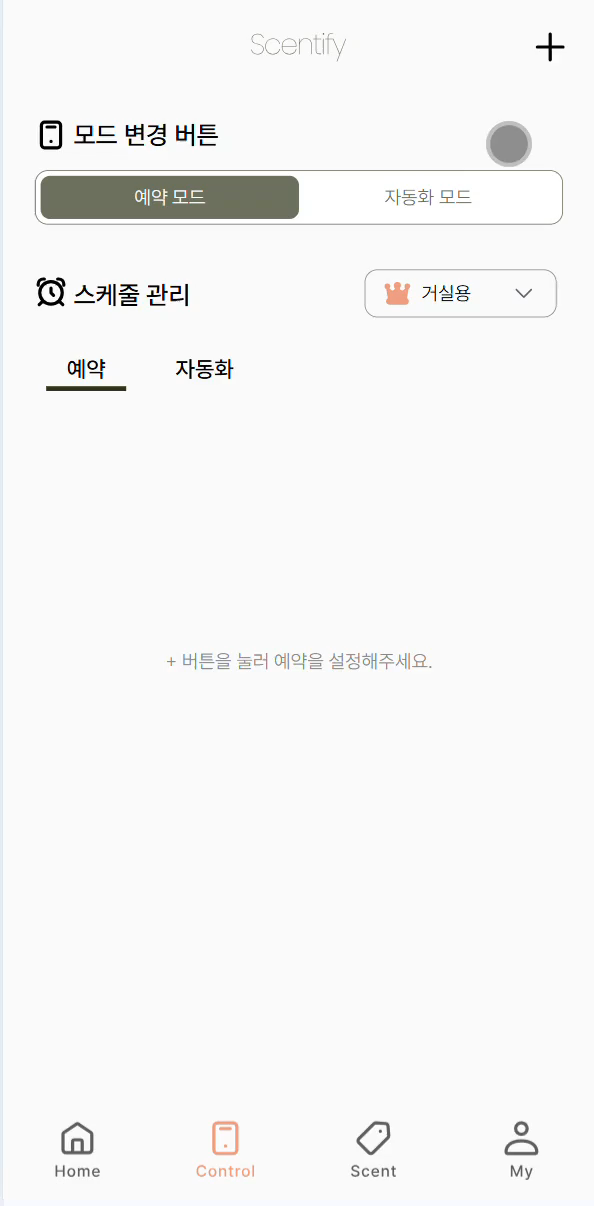 Scentify
모드 변경 버튼
예약 모드
자동화 모드
스케줄 관리
거실용
예약
자동화
+ 버튼을 눌러 예약을 설정해주세요.
Home
Control
Scent
My